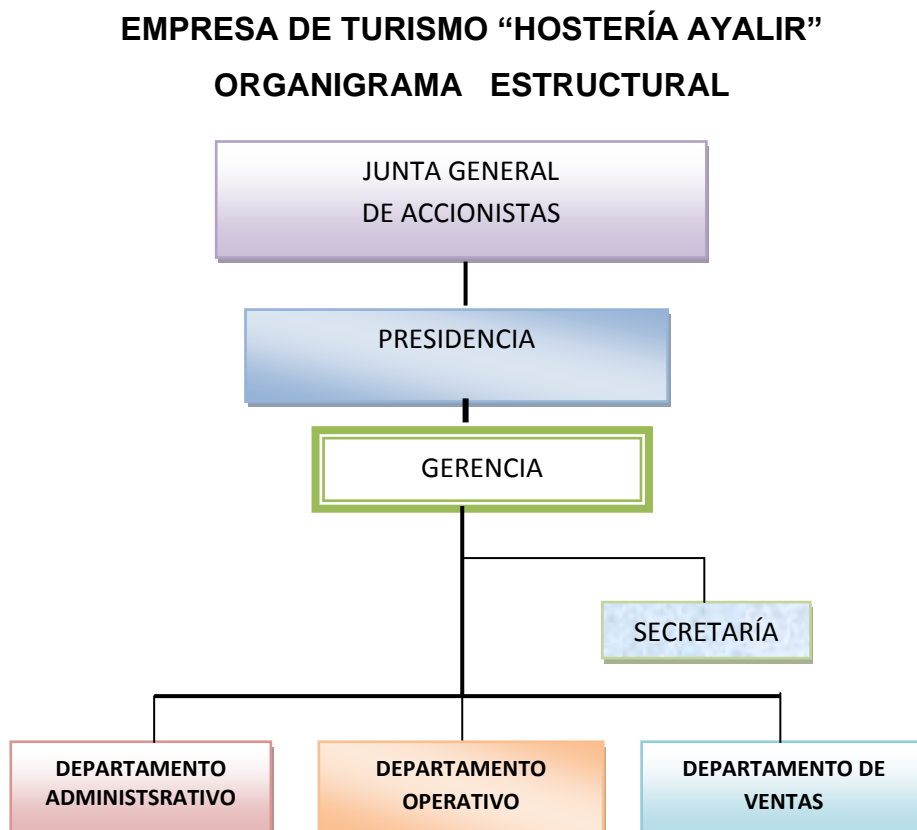 EMPRESA DE TURISMO “HOSTERÍA AYALIR”
ORGANIGRAMA ESTRUCTURAL
JUNTA GENERAL
DE ACCIONISTAS
PRESIDENCIA
GERENCIA
SECRETARÍA
DEPARTAMENTO
ADMINISTSRATIVO
DEPARTAMENTO
OPERATIVO
DEPARTAMENTO DE
VENTAS